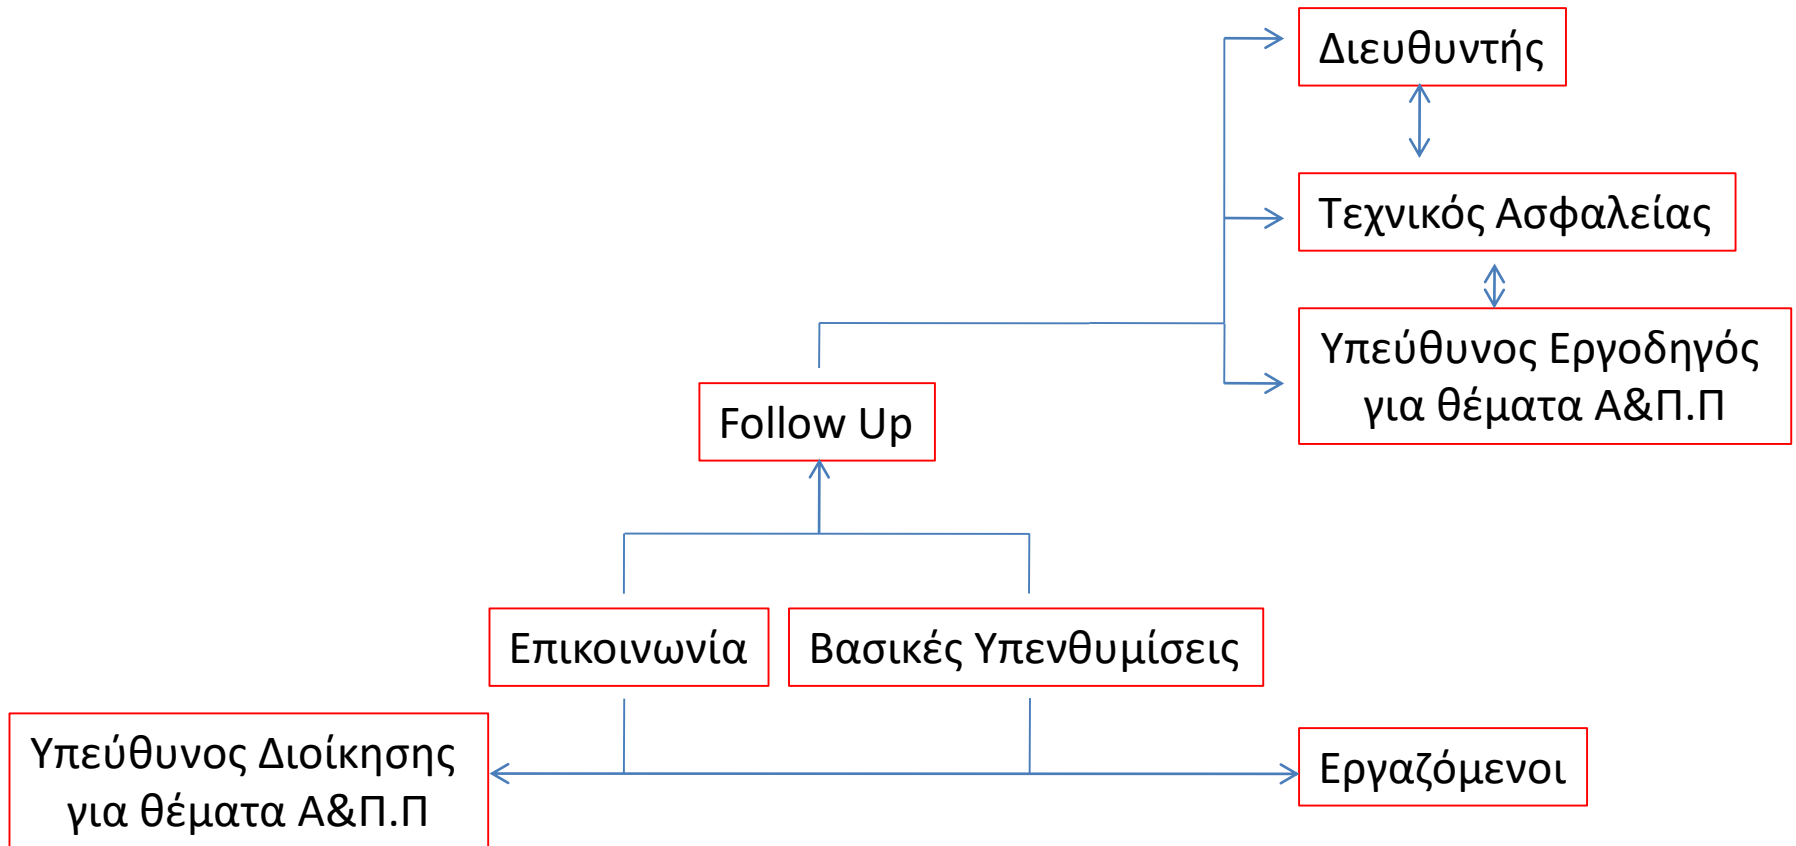 Διευθυντής
Τεχνικός Ασφαλείας
Υπεύθυνος Εργοδηγός
για θέματα Α&Π.Π
Follow Up
Επικοινωνία
Βασικές Υπενθυμίσεις
Υπεύθυνος Διοίκησης
για θέματα Α&Π.Π
Εργαζόμενοι